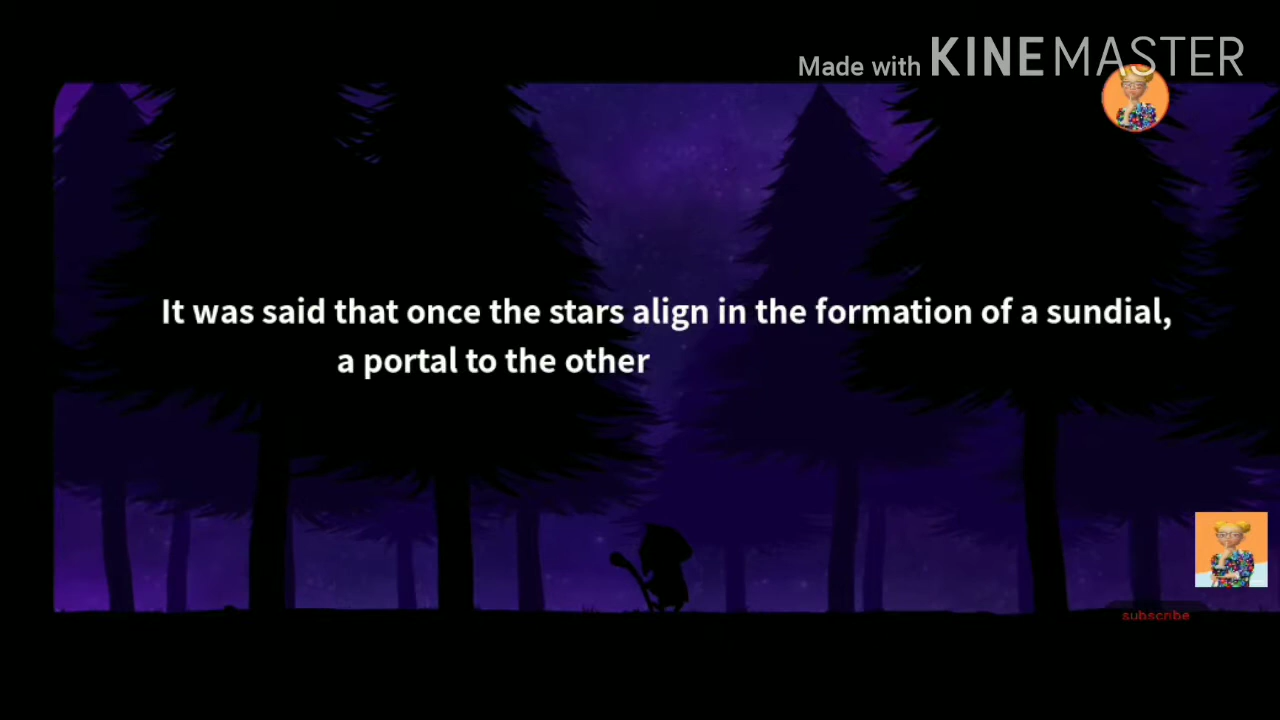 Made with KINEMASTER
It was said that once the stars align in the formation of a sundial,
a portal to the other
subscribe